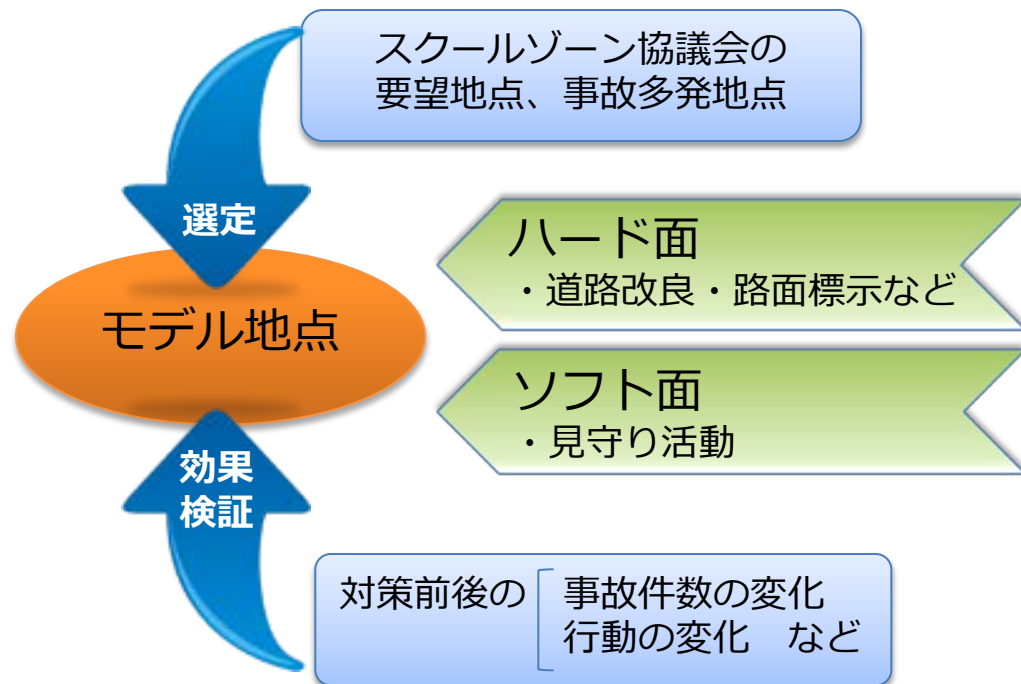 スクールゾーン協議会の
要望地点、事故多発地点
選定
モデル地点
ハード面
・道路改良・路面標示など
ソフト面
・見守り活動
効果
検証
対策前後の
事故件数の変化
行動の変化　など